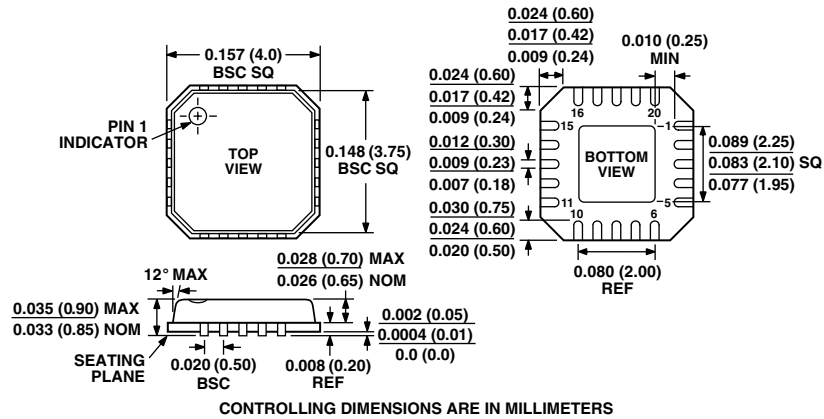 0.157 (4.0)
BSC SQ
PIN 1
INDICATOR
TOP
VIEW
0.148 (3.75)
BSC SQ
0.024 (0.60)
0.017 (0.42)
0.009 (0.24)
0.010 (0.25)
MIN
0.024 (0.60)
0.017 (0.42)
0.009 (0.24)
0.012 (0.30)
0.009 (0.23)
0.007 (0.18)
0.030 (0.75)
0.024 (0.60)
0.020 (0.50)
16
20
15
1
BOTTOM
VIEW
11
5
10
6
0.089 (2.25)
0.083 (2.10) SQ
0.077 (1.95)
0.080 (2.00)
REF
12° MAX
0.028 (0.70) MAX
0.026 (0.65) NOM
0.035 (0.90) MAX
0.033 (0.85) NOM
SEATING
PLANE
0.020 (0.50)
BSC
0.008 (0.20)
REF
0.002 (0.05)
0.0004 (0.01)
0.0 (0.0)
CONTROLLING DIMENSIONS ARE IN MILLIMETERS